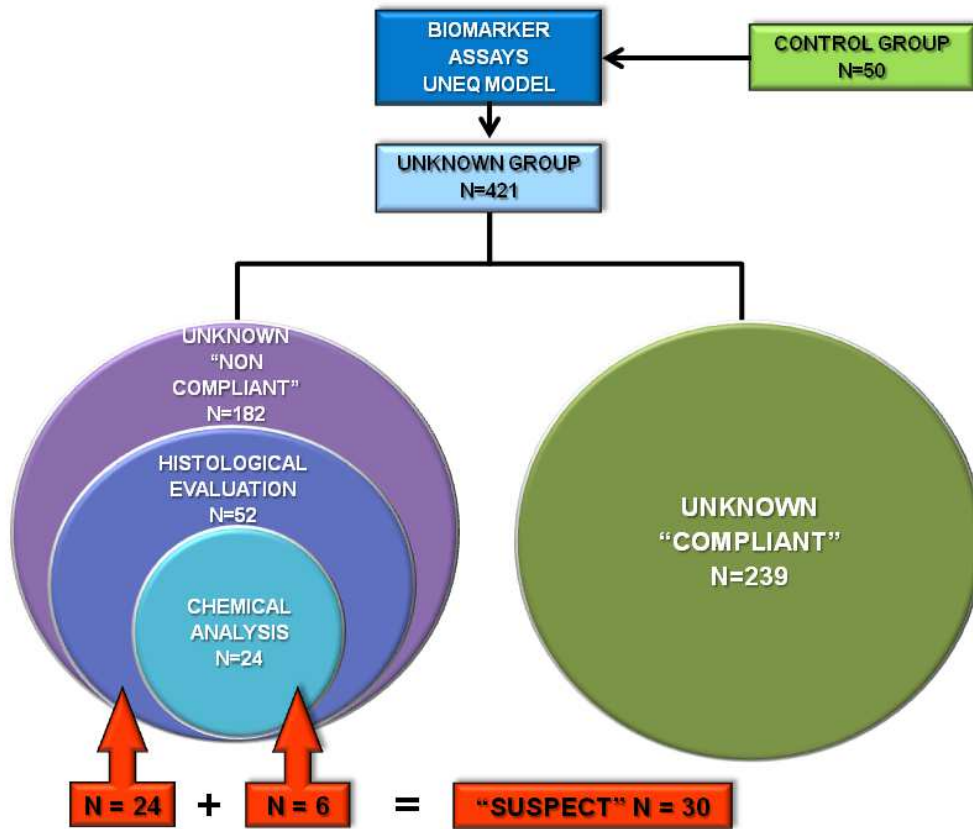 BIOMARKER
ASSAYS
UNEQ MODEL
CONTROL GROUP
N=50
UNKNOWN GROUP
N=421
UNKNOWN
“NON
COMPLIANT”
N=182
HISTOLOGICAL
EVALUATION
N=52
CHEMICAL
ANALYSIS
N=24
UNKNOWN
“COMPLIANT”
N=239
N = 24 + N = 6 = “SUSPECT” N = 30